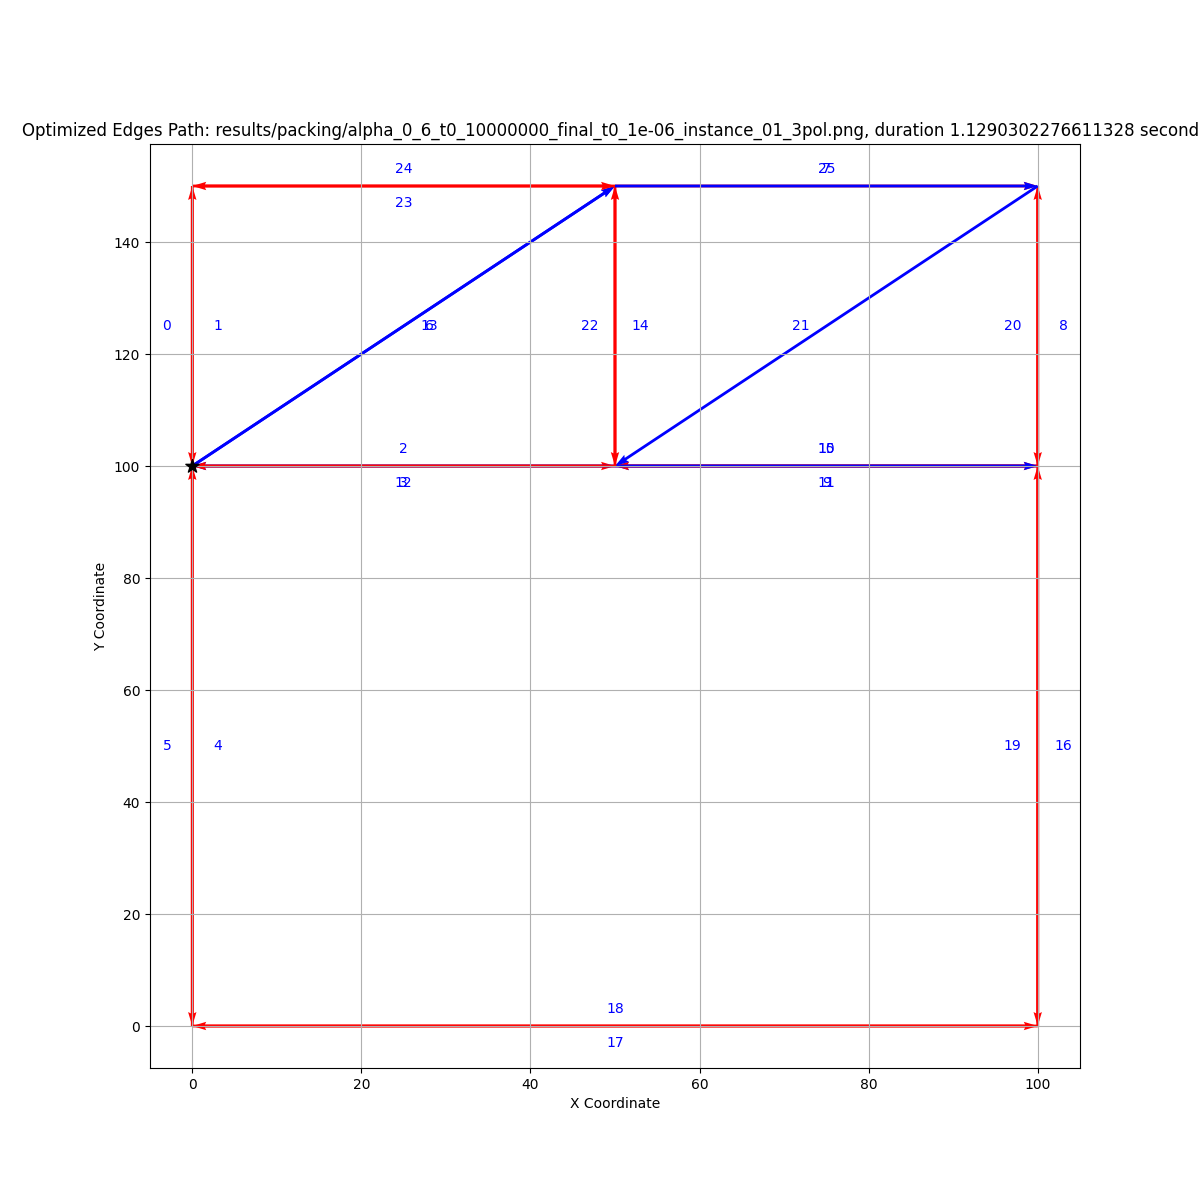 Optimized Edges Path: results/packing/alpha_0_6_t0_10000000_final_t0_1e-06_instance_01_3pol.png, duration 1.1290302276611328 second
24
23
140
0 1 22 14 21 20 8
120
2
100
80
Y Coordinate
60
5 4 19 16
40
20
18
0
17
0 20 40 60 80 100
X Coordinate